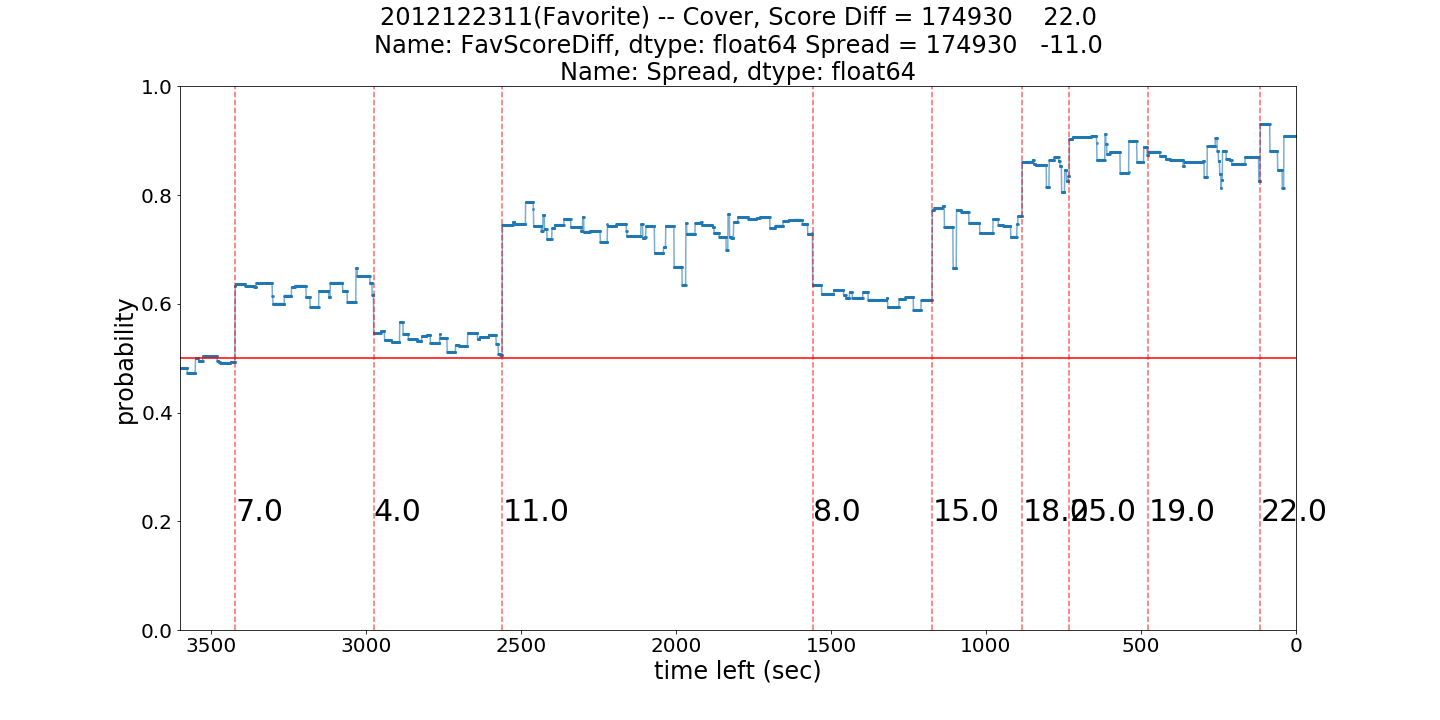 2012122311(Favorite) -- Cover, Score Diff = 174930    22.0
Name: FavScoreDiff, dtype: float64 Spread = 174930   -11.0
Name: Spread, dtype: float64
1.0
0.8
0.6
0.4
0.2
0.0
probability
7.0 4.0 11.0 8.0 15.0 18.0 25.0 19.0 22.0
3500 3000 2500 2000 1500 1000 500 0
time left (sec)